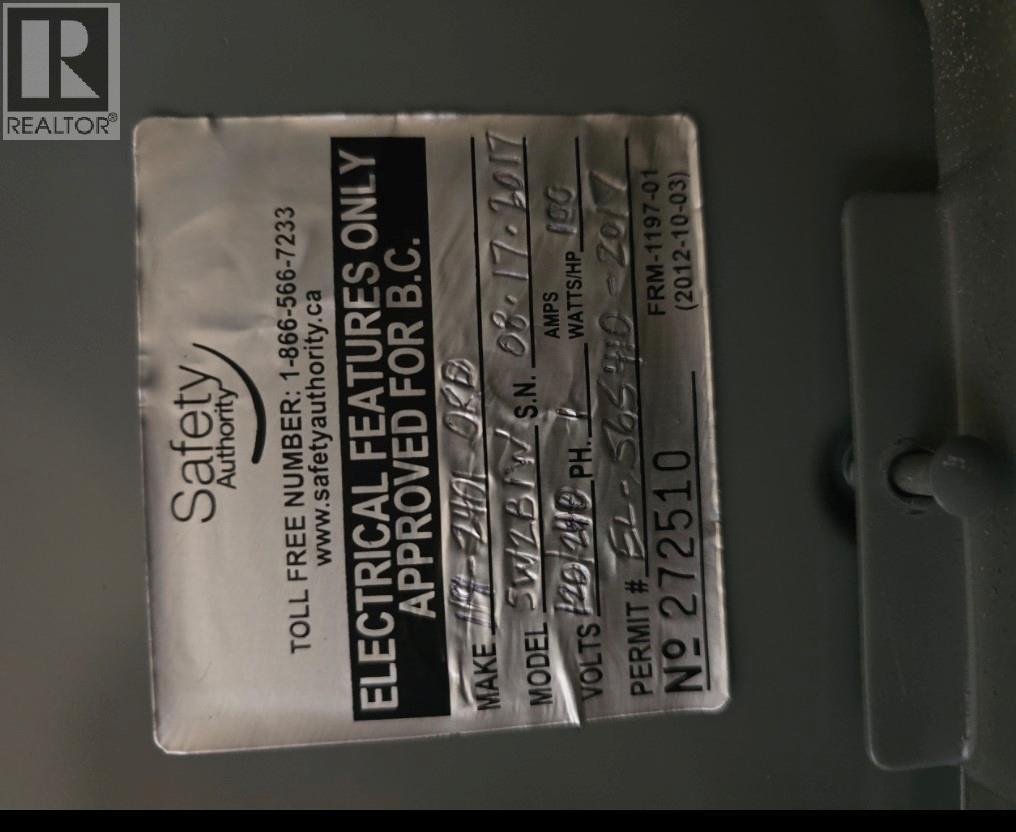 REALTOR®
Safety
Authority
TOLL FREE NUMBER: 1-866-566-7233
www.safetyauthority.ca
ELECTRICAL FEATURES ONLY
APPROVED FOR B.C.
MAKE
MODEL S.N. 08.17.2017
VOLTS 120/240 PH. 1 AMPS WATTS/HP 100
PERMIT # EL-565410-2017
Nº 272510 FRM-1197-01
(2012-10-03)